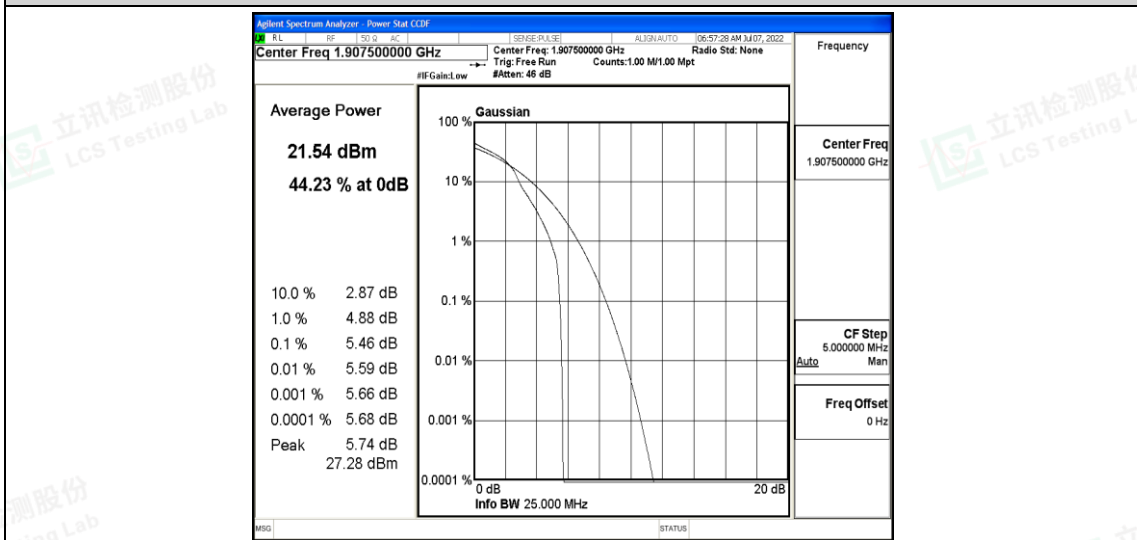 Agilent Spectrum Analyzer - Power Stat CCDF
RL RF 50 Ω AC SENSE:PULSE ALIGN AUTO 06:57:28 AM Jul 07, 2022
Center Freq 1.907500000 GHz
Center Freq: 1.907500000 GHz Radio Std: None
Trig: Free Run Counts:1.00 M/1.00 Mpt
#IFGain:Low #Atten: 46 dB
Frequency
Average Power
21.54 dBm
44.23 % at 0dB
10.0 % 2.87 dB
1.0 % 4.88 dB
0.1 % 5.46 dB
0.01 % 5.59 dB
0.001 % 5.66 dB
0.0001 % 5.68 dB
Peak 5.74 dB
27.28 dBm
Gaussian
100 %
10 %
1 %
0.1 %
0.01 %
0.001 %
0.0001 %
0 dB 20 dB
Info BW 25.000 MHz
Center Freq
1.907500000 GHz
CF Step
5.000000 MHz
Auto Man
Freq Offset
0 Hz
MSG STATUS
立讯检测股份
LCS Testing Lab
立讯检测股份
LCS Testing L
测股份
ing Lab
立